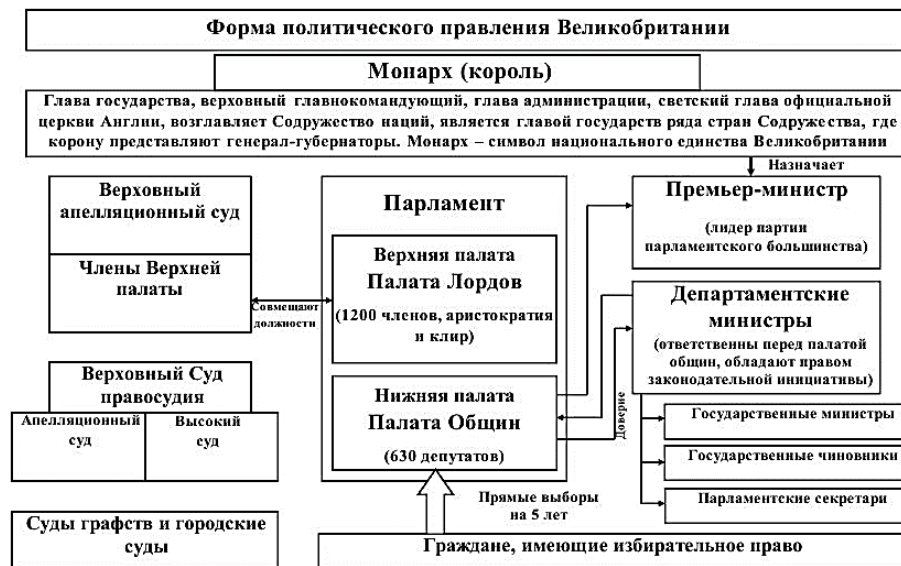 Форма политического правления Великобритании
Монарх (король)
Глава государства, верховный главнокомандующий, глава администрации, светский глава официальной
церкви Англии, возглавляет Содружество наций, является главой государств ряда стран Содружества, где
корону представляют генерал-губернаторы. Монарх – символ национального единства Великобритании
Назначает
Верховный
апелляционный суд
Члены Верхней
палаты
Совмещают
должности
Парламент
Верхняя палата
Палата Лордов
(1200 членов, аристократия
и клир)
Нижняя палата
Палата Общин
(630 депутатов)
Премьер-министр
(лидер партии
парламентского большинства)
Департаментские
министры
(ответственны перед палатой
общин, обладают правом
законодательной инициативы)
Доверие
Государственные министры
Государственные чиновники
Парламентские секретари
Верховный Суд
правосудия
Апелляционный
суд
Высокий
суд
Прямые выборы
на 5 лет
Суды графств и городские
суды
Граждане, имеющие избирательное право